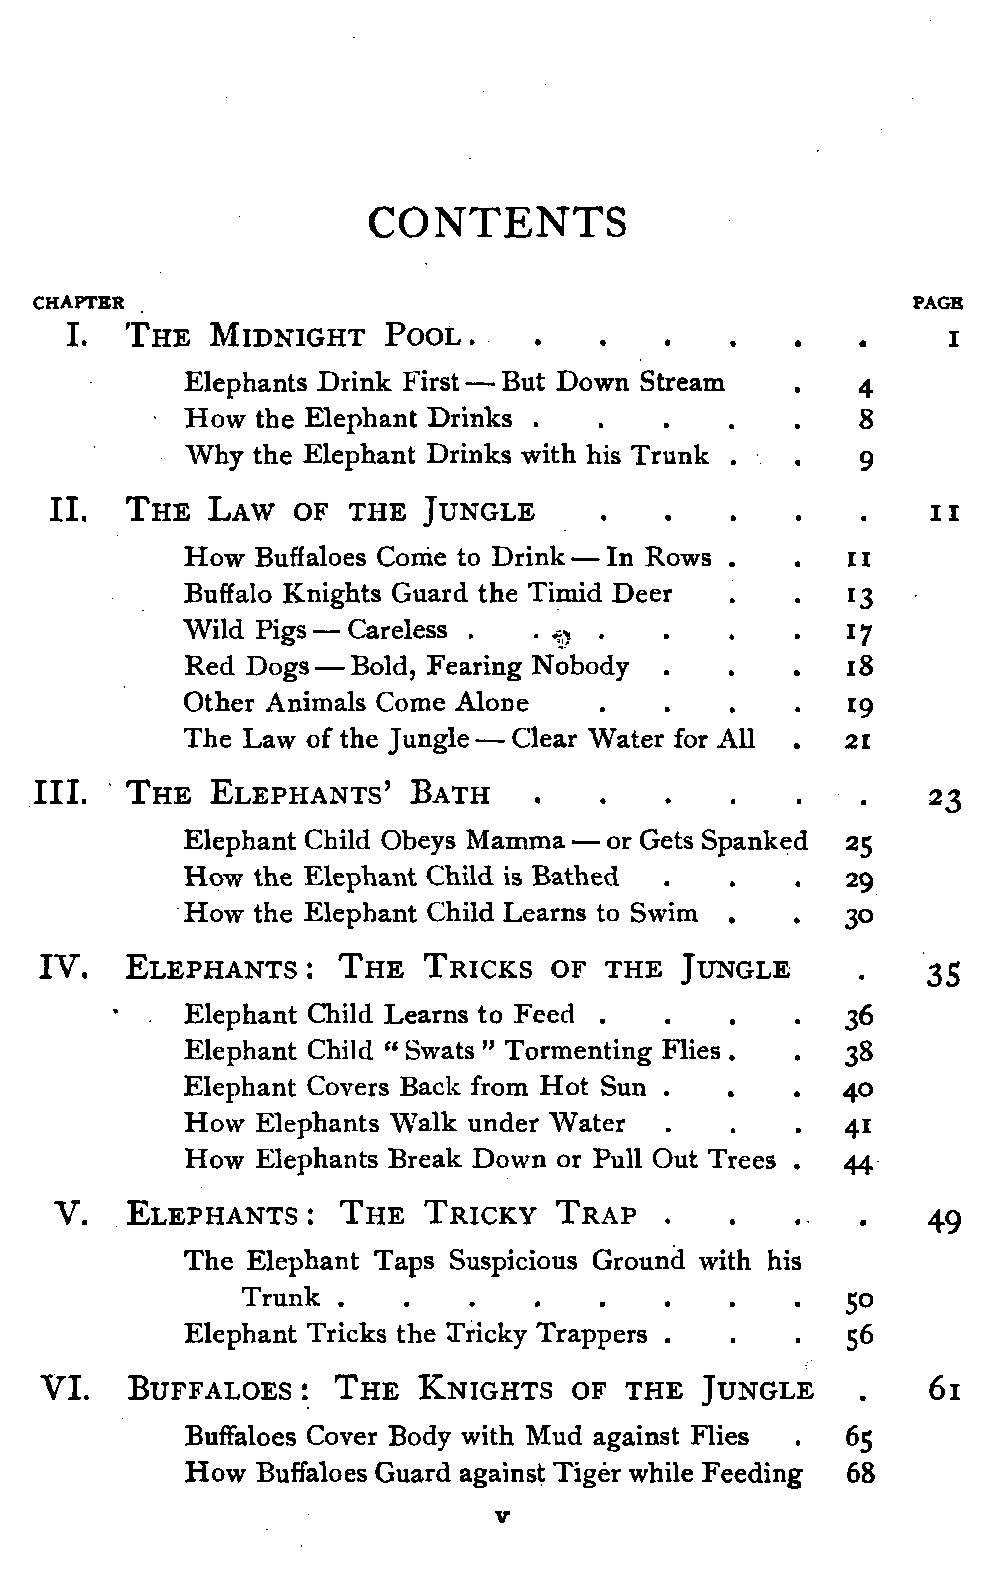 CONTENTS
CHAPTER PAGE
I. THE MIDNIGHT POOL . . . . . . . 1
Elephants Drink First — But Down Stream . 4
How the Elephant Drinks . . . . . 8
Why the Elephant Drinks with his Trunk . . 9
II. THE LAW OF THE JUNGLE . . . . . 11
How Buffaloes Come to Drink — In Rows . . 11
Buffalo Knights Guard the Timid Deer . . 13
Wild Pigs — Careless . . . . . . 17
Red Dogs — Bold, Fearing Nobody . . . 18
Other Animals Come Alone . . . . 19
The Law of the Jungle — Clear Water for All . 21
III. THE ELEPHANTS' BATH . . . . . . 23
Elephant Child Obeys Mamma — or Gets Spanked 25
How the Elephant Child is Bathed . . . 29
How the Elephant Child Learns to Swim . . 30
IV. ELEPHANTS: THE TRICKS OF THE JUNGLE . 35
Elephant Child Learns to Feed . . . . 36
Elephant Child "Swats" Tormenting Flies . . 38
Elephant Covers Back from Hot Sun . . . 40
How Elephants Walk under Water . . . 41
How Elephants Break Down or Pull Out Trees . 44
V. ELEPHANTS: THE TRICKY TRAP . . . . 49
The Elephant Taps Suspicious Ground with his
Trunk . . . . . . . . 50
Elephant Tricks the Tricky Trappers . . . 56
VI. BUFFALOES: THE KNIGHTS OF THE JUNGLE . 61
Buffaloes Cover Body with Mud against Flies . 65
How Buffaloes Guard against Tiger while Feeding 68
v